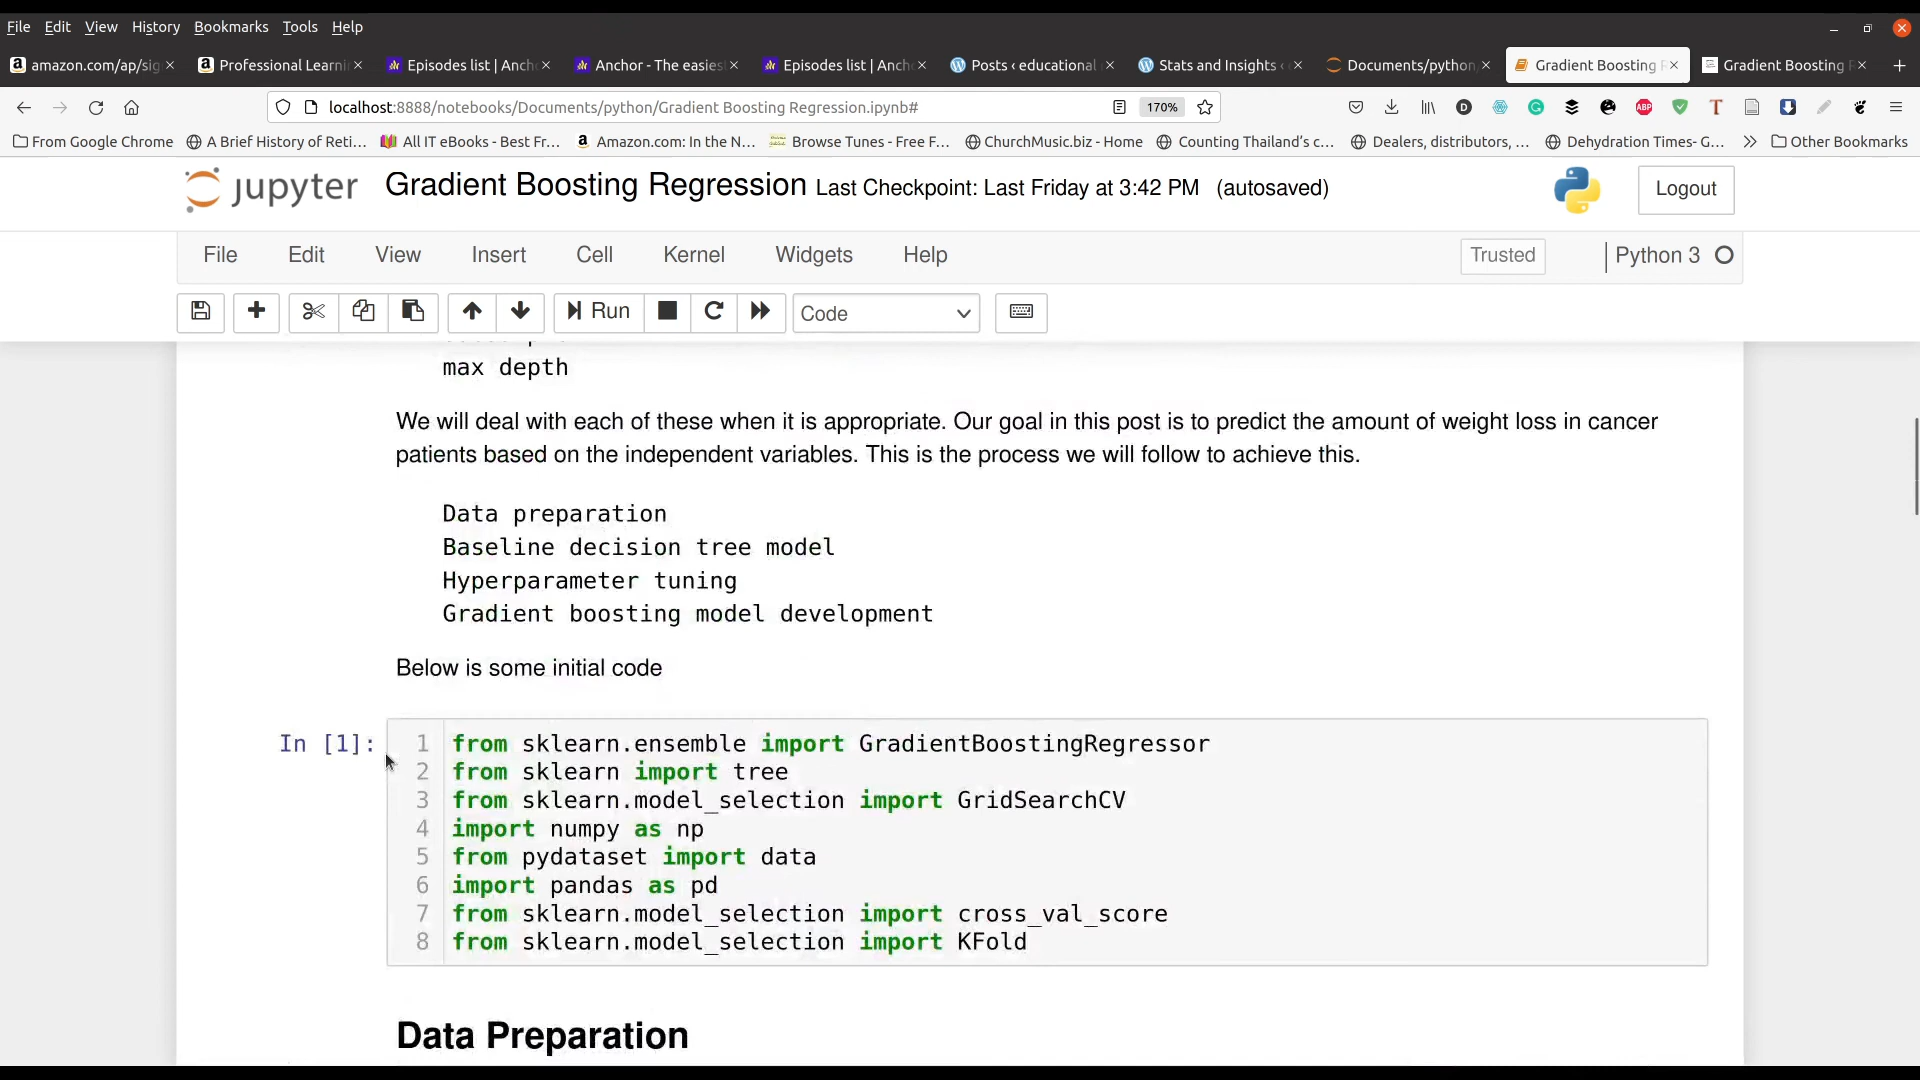 File Edit View History Bookmarks Tools Help
amazon.com/ap/sig Professional Learni Episodes list | Anch Anchor - The easies Episodes list | Anch Posts ‹ educational Stats and Insights ‹ Documents/python Gradient Boosting R Gradient Boosting
localhost:8888/notebooks/Documents/python/Gradient Boosting Regression.ipynb# 170%
From Google Chrome A Brief History of Reti... All IT eBooks - Best Fr... Amazon.com: In the N... Browse Tunes - Free F... ChurchMusic.biz - Home Counting Thailand's c... Dealers, distributors, ... Dehydration Times- G... Other Bookmarks
jupyter Gradient Boosting Regression Last Checkpoint: Last Friday at 3:42 PM (autosaved) Logout
File Edit View Insert Cell Kernel Widgets Help Trusted Python 3
Run Code
max depth
We will deal with each of these when it is appropriate. Our goal in this post is to predict the amount of weight loss in cancer
patients based on the independent variables. This is the process we will follow to achieve this.
Data preparation
Baseline decision tree model
Hyperparameter tuning
Gradient boosting model development
Below is some initial code
In [1]: 1 from sklearn.ensemble import GradientBoostingRegressor
2 from sklearn import tree
3 from sklearn.model_selection import GridSearchCV
4 import numpy as np
5 from pydataset import data
6 import pandas as pd
7 from sklearn.model_selection import cross_val_score
8 from sklearn.model_selection import KFold
Data Preparation